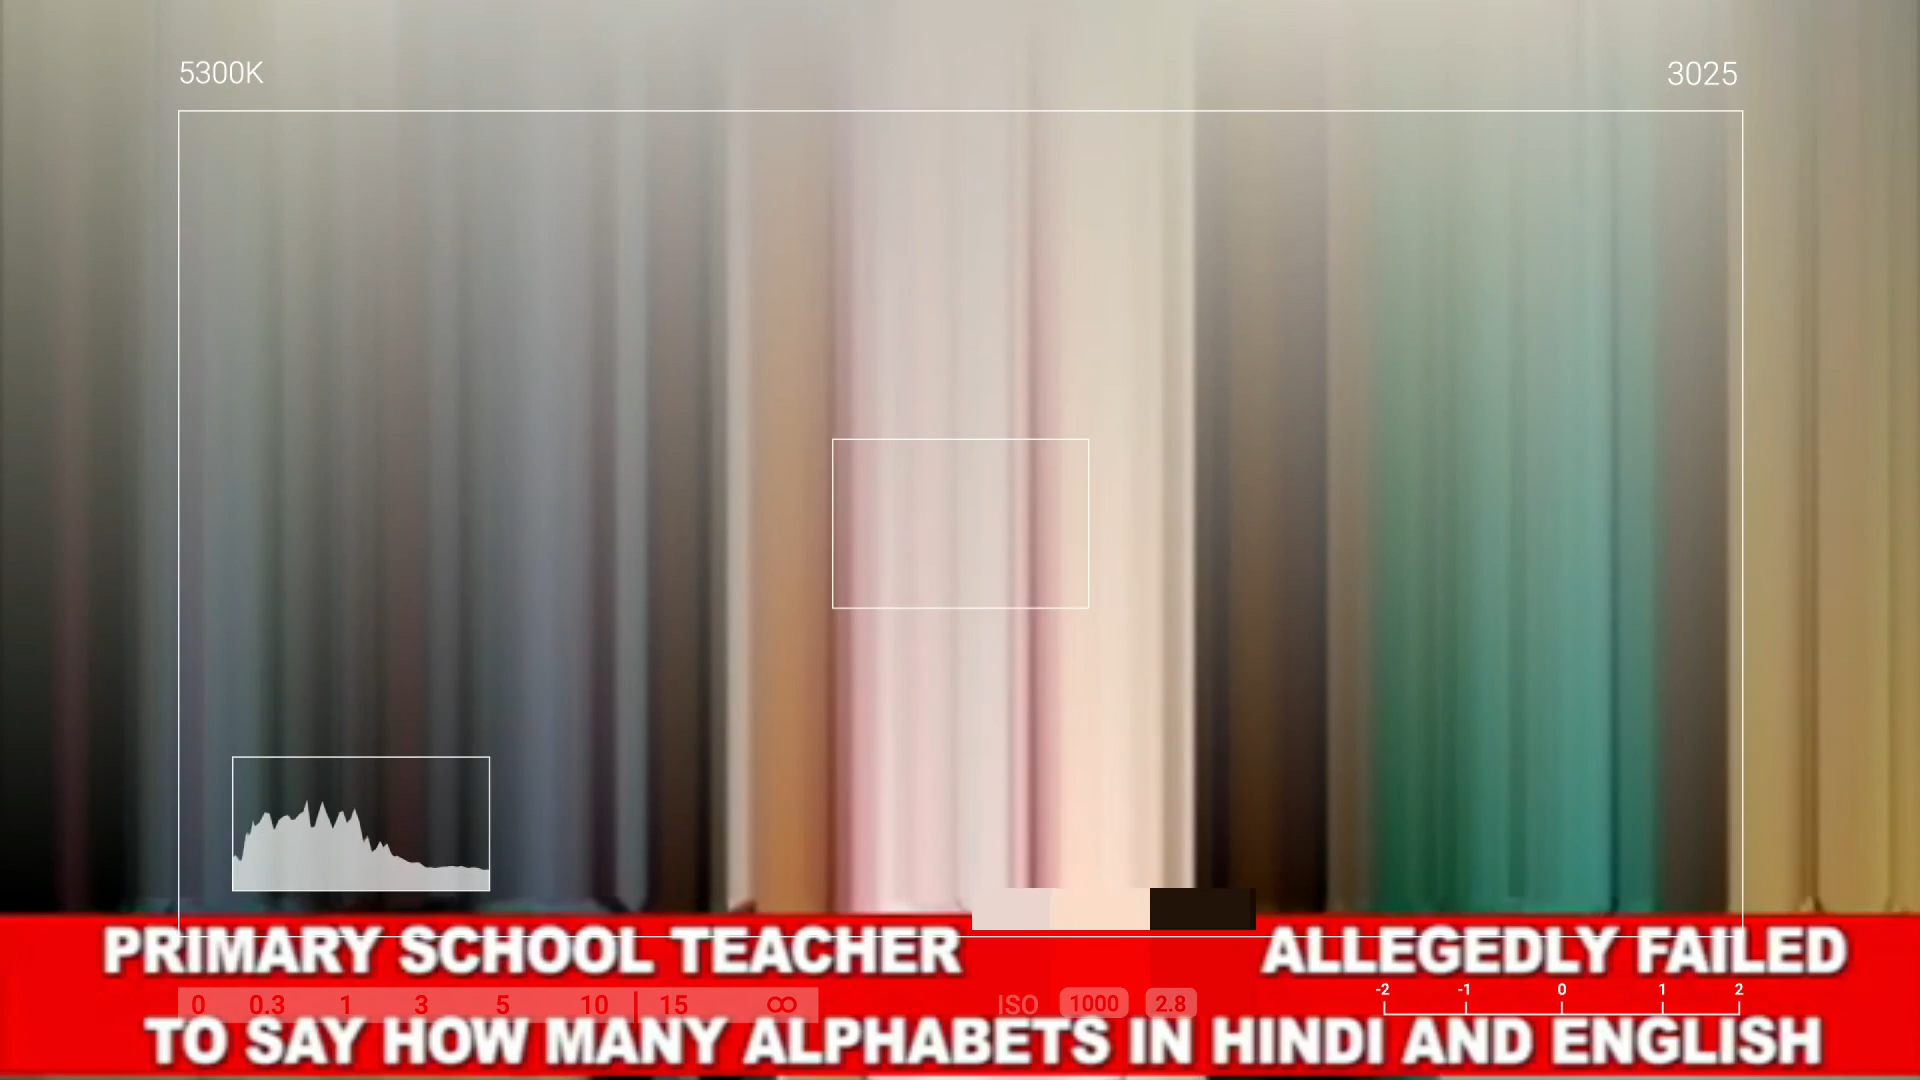 5300K 3025
PRIMARY SCHOOL TEACHER ALLEGEDLY FAILED
0 0.3 1 3 5 10 15 ∞ ISO 1000 2.8 -2 -1 0 1 2
TO SAY HOW MANY ALPHABETS IN HINDI AND ENGLISH